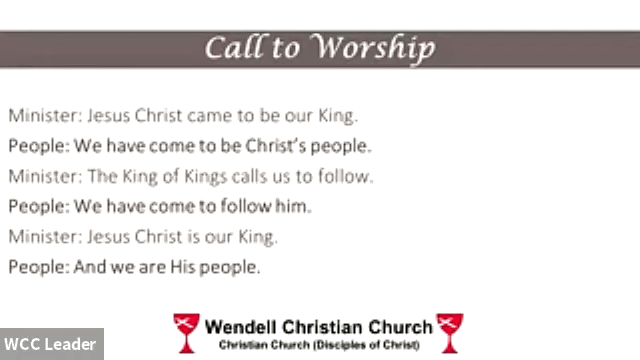 Call to Worship
Minister: Jesus Christ came to be our King.
People: We have come to be Christ's people.
Minister: The King of Kings calls us to follow.
People: We have come to follow him.
Minister: Jesus Christ is our King.
People: And we are His people.
Wendell Christian Church
Christian Church (Disciples of Christ)
WCC Leader